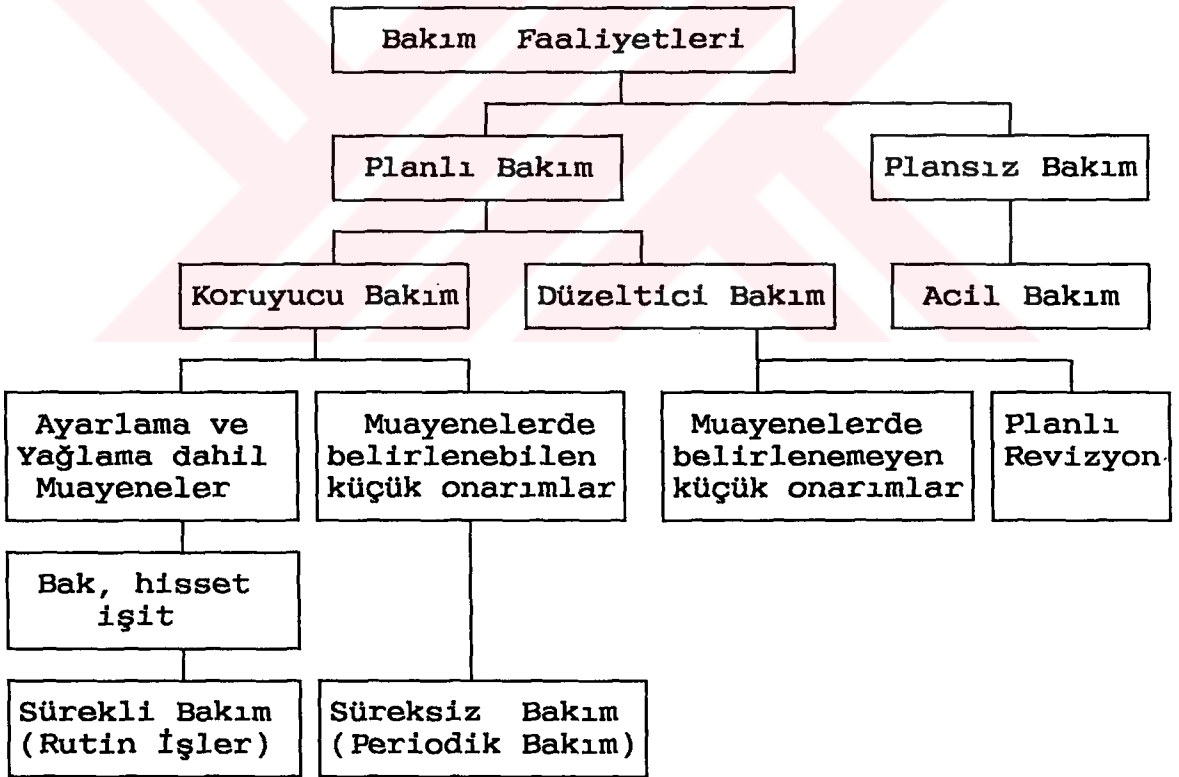 Bakım Faaliyetleri
Planlı Bakım
Plansız Bakım
Koruyucu Bakım
Düzeltici Bakım
Acil Bakım
Ayarlama ve
Yağlama dahil
Muayeneler
Muayenelerde
belirlenebilen
küçük onarımlar
Muayenelerde
belirlenemeyen
küçük onarımlar
Planlı
Revizyon
Bak, hisset
işit
Sürekli Bakım
(Rutin İşler)
Süreksiz Bakım
(Periodik Bakım)